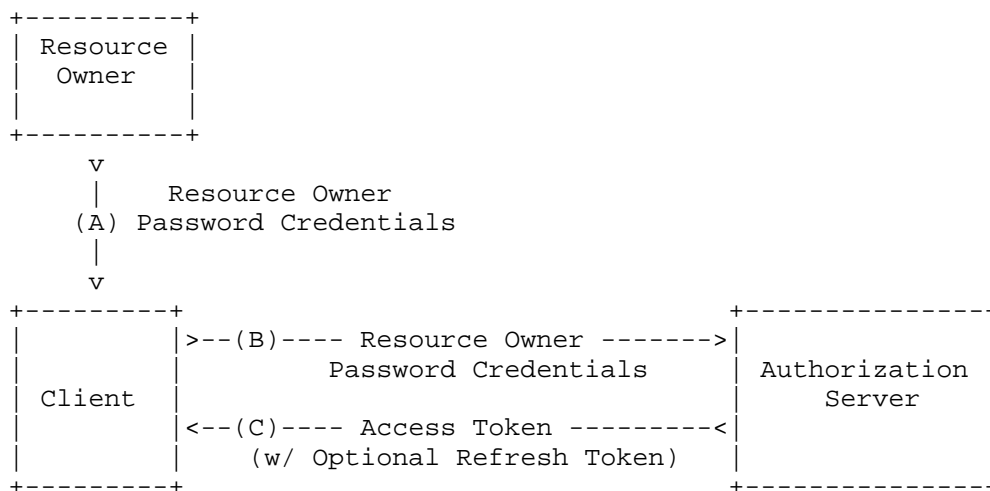 +----------+
| Resource |
|  Owner   |
|          |
+----------+
     v
     |    Resource Owner
    (A) Password Credentials
     |
     v
+---------+                                  +---------------
|         |>--(B)---- Resource Owner ------->|
|         |         Password Credentials     | Authorization
| Client  |                                  |     Server
|         |<--(C)---- Access Token ---------<|
|         |    (w/ Optional Refresh Token)   |
+---------+                                  +---------------